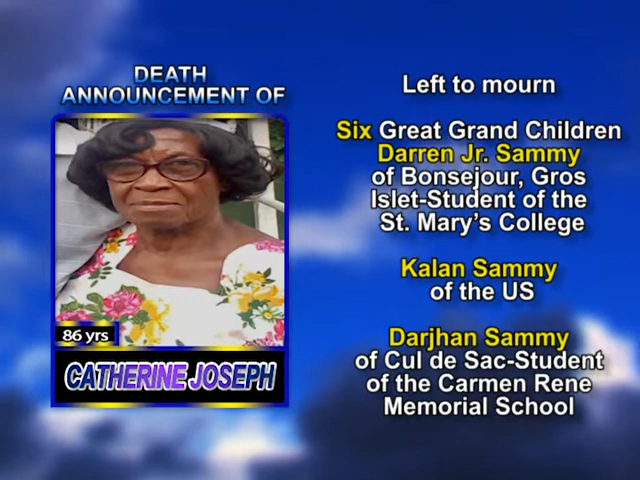 DEATH
ANNOUNCEMENT OF
86 yrs
CATHERINE JOSEPH
Left to mourn
Six Great Grand Children
Darren Jr. Sammy
of Bonsejour, Gros
Islet-Student of the
St. Mary's College
Kalan Sammy
of the US
Darjhan Sammy
of Cul de Sac-Student
of the Carmen Rene
Memorial School